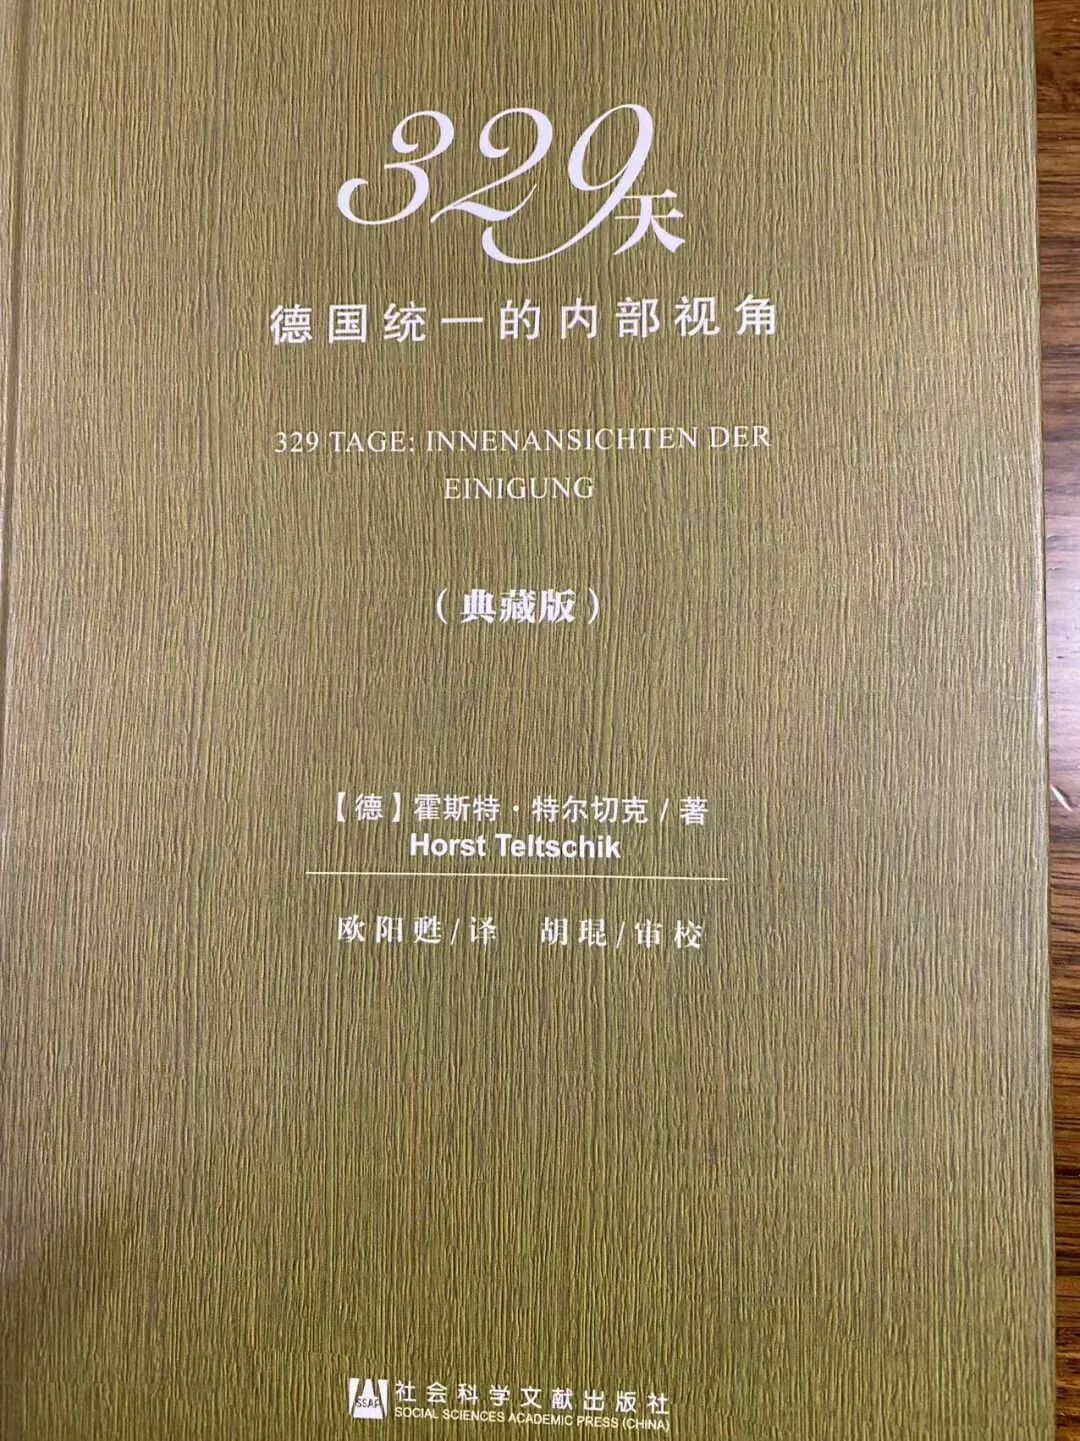 329天
德国统一的内部视角
329 TAGE: INNENANSICHTEN DER
EINIGUNG
（典藏版）
【德】霍斯特·特尔切克/著
Horst Teltschik
欧阳甦/译 胡琨/审校
SSAP 社会科学文献出版社
SOCIAL SCIENCES ACADEMIC PRESS (CHINA)